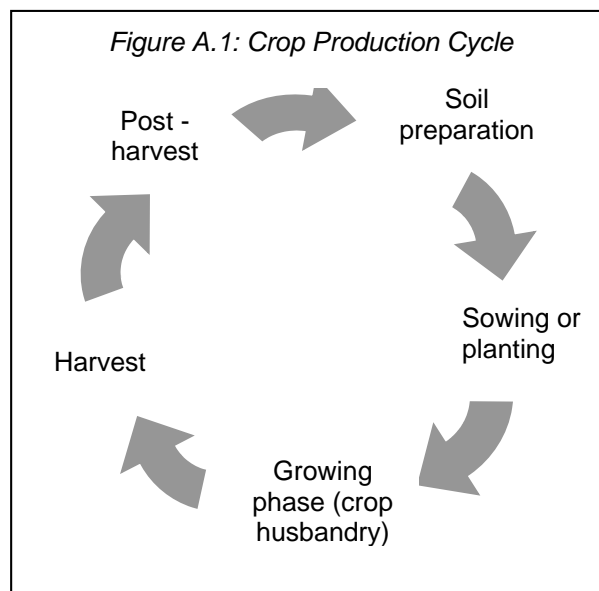 Figure A.1: Crop Production Cycle
Post -
harvest
Soil
preparation
Sowing or
planting
Growing
phase (crop
husbandry)
Harvest